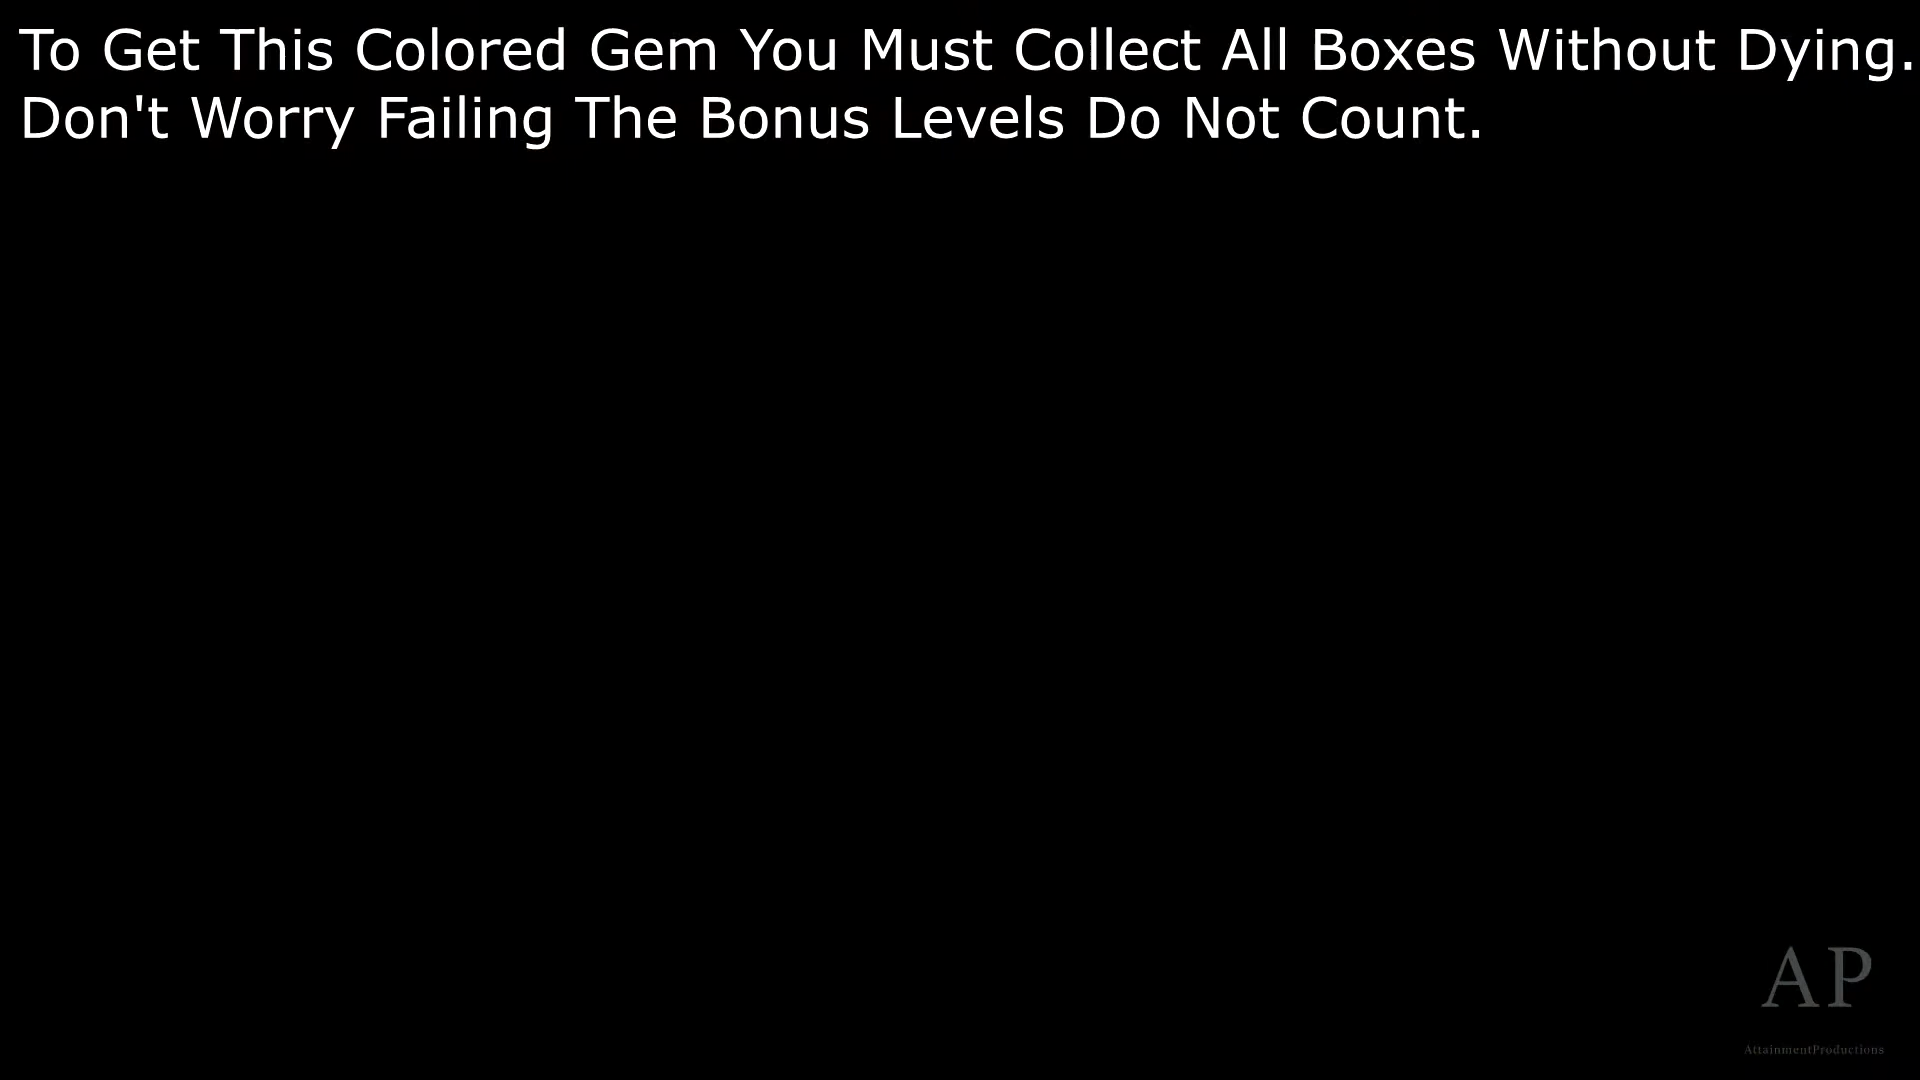 To Get This Colored Gem You Must Collect All Boxes Without Dying.
Don't Worry Failing The Bonus Levels Do Not Count.
AP
AttainmentProductions